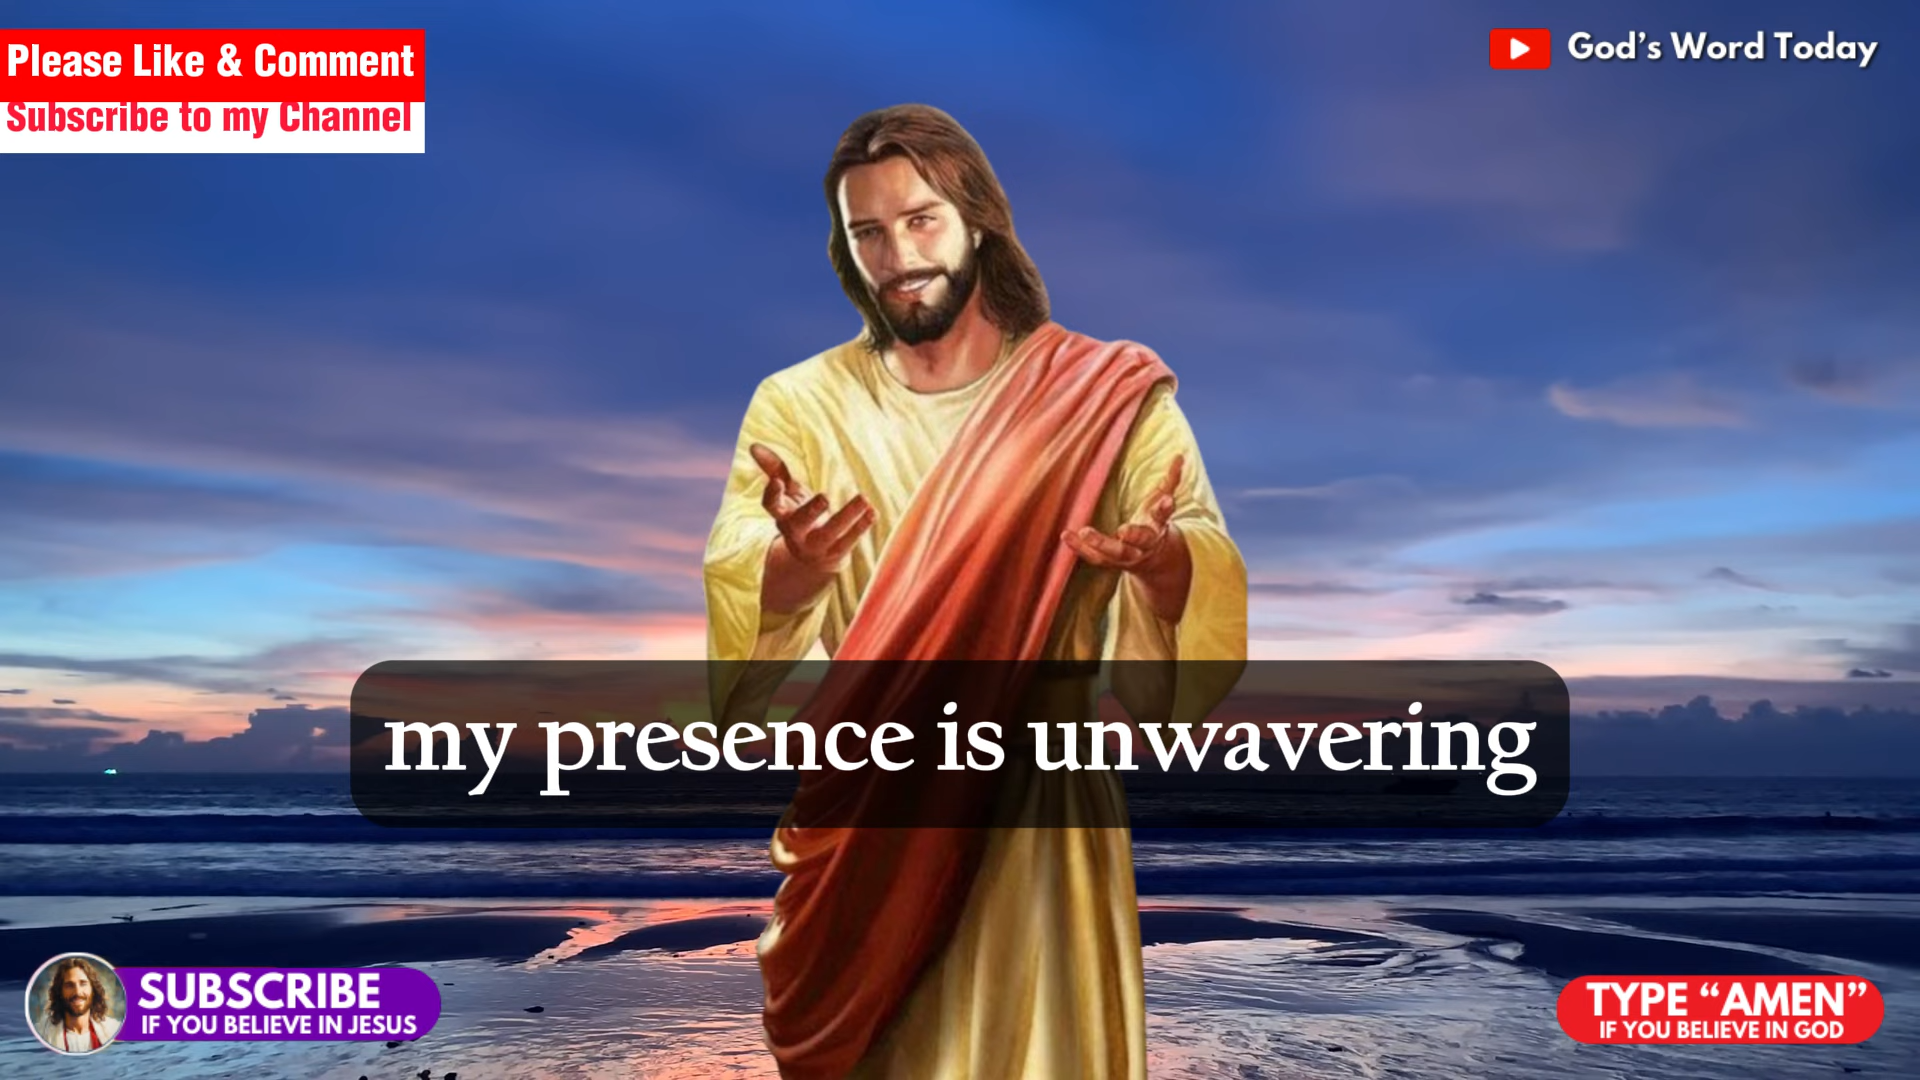 Please Like & Comment
Subscribe to my Channel
God's Word Today
my presence is unwavering
SUBSCRIBE
IF YOU BELIEVE IN JESUS
TYPE “AMEN”
IF YOU BELIEVE IN GOD